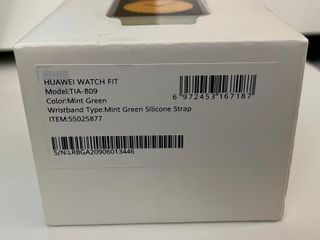 HUAWEI WATCH FIT
Model:TIA-B09
Color:Mint Green
Wristband Type:Mint Green Silicone Strap
ITEM:55025877
6 972453 167187
S/N:LRBGA20906013446